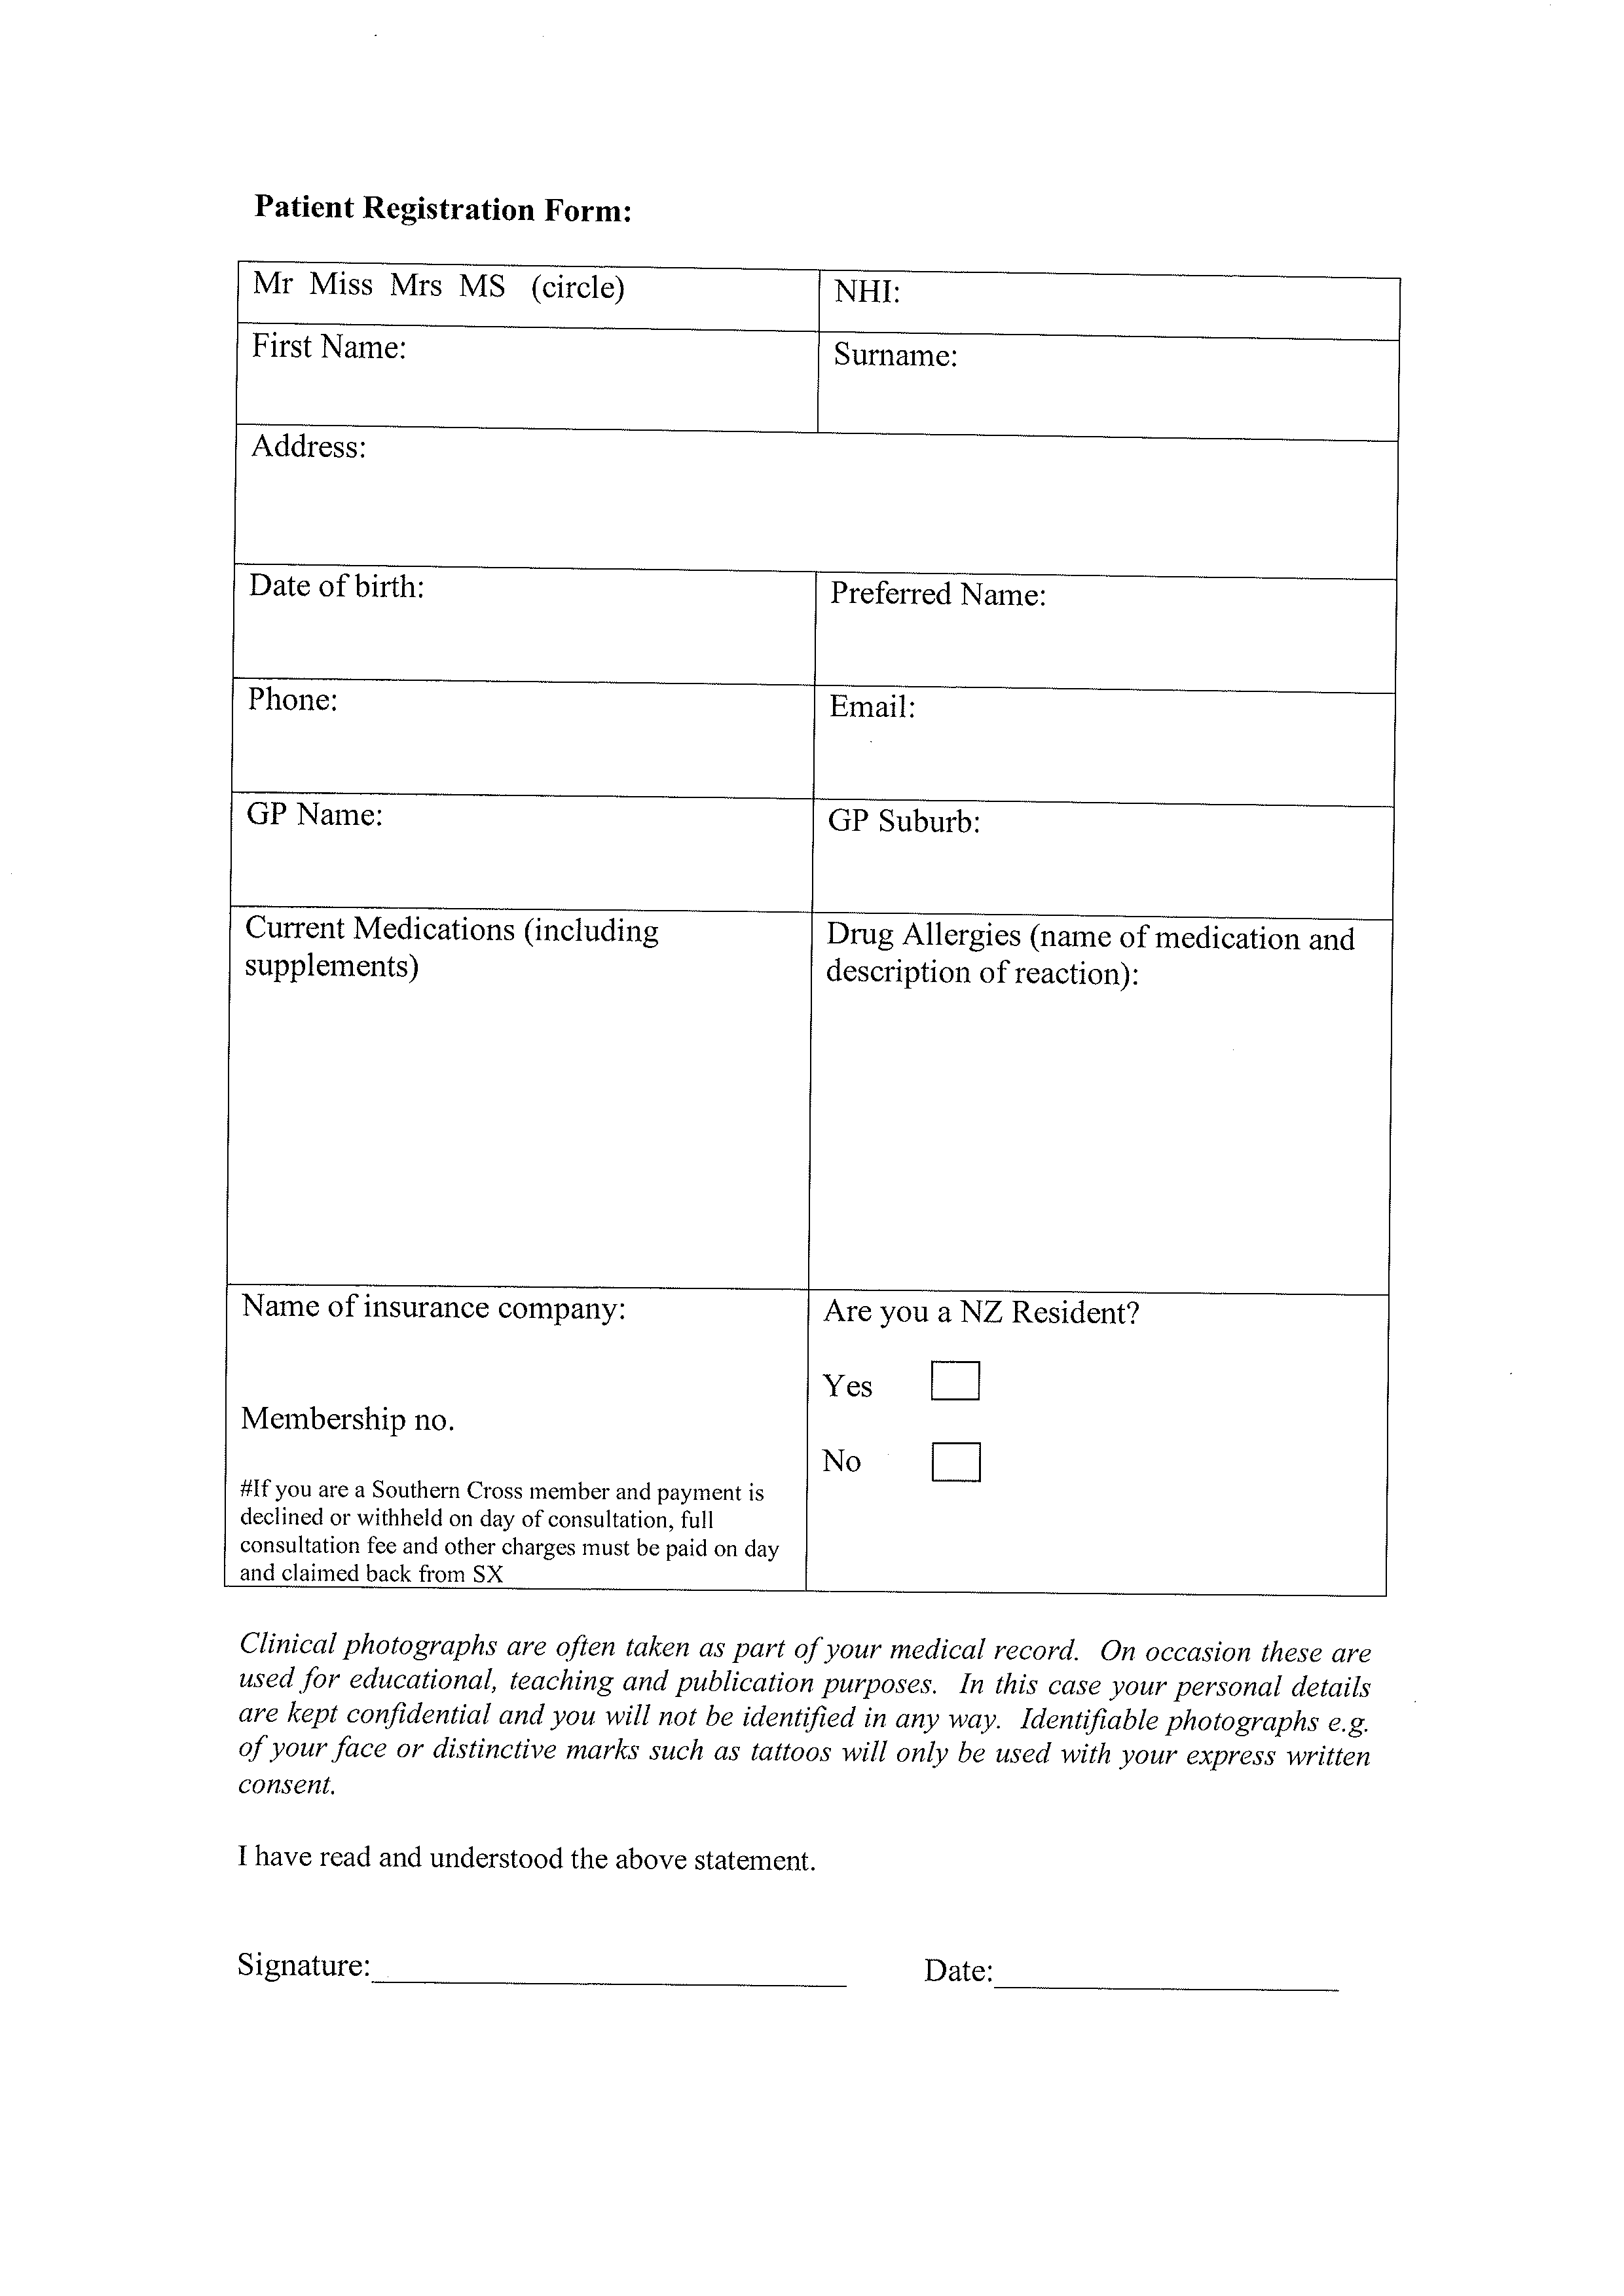 Patient Registration Form:
Mr Miss Mrs MS (circle)
NHI:
First Name:
Surname:
Address:
Date of birth:
Preferred Name:
Phone:
Email:
GP Name:
GP Suburb:
Current Medications (including
supplements)
Drug Allergies (name of medication and
description of reaction):
Name of insurance company:
Membership no.
#If you are a Southern Cross member and payment is
declined or withheld on day of consultation, full
consultation fee and other charges must be paid on day
and claimed back from SX
Are you a NZ Resident?
Yes
No
Clinical photographs are often taken as part of your medical record. On occasion these are
used for educational, teaching and publication purposes. In this case your personal details
are kept confidential and you will not be identified in any way. Identifiable photographs e.g.
of your face or distinctive marks such as tattoos will only be used with your express written
consent.
I have read and understood the above statement.
Signature:
Date: